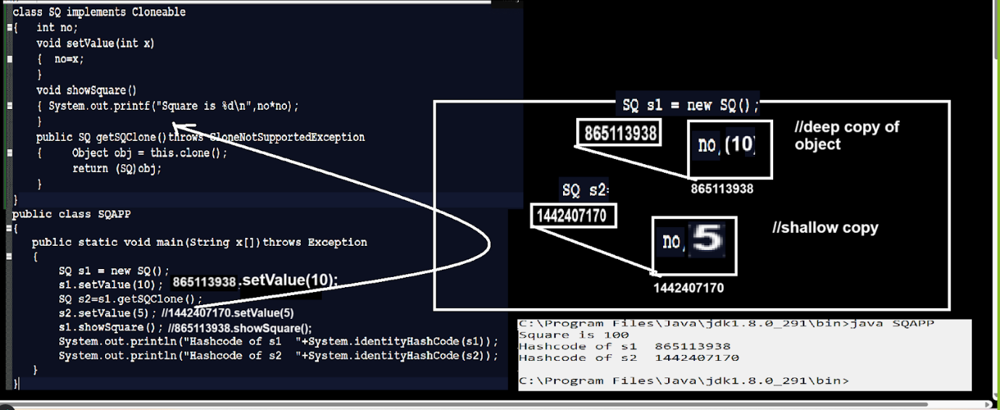 class SQ implements Cloneable
{ int no;
void setValue(int x)
{ no=x;
}
void showSquare()
{ System.out.printf("Square is %d\n",no*no);
}
public SQ getSQClone()throws CloneNotSupportedException
{ Object obj = this.clone();
return (SQ)obj;
}
}
public class SQAPP
{
public static void main(String x[])throws Exception
{
SQ s1 = new SQ();
s1.setValue(10); 865113938.setValue(10);
SQ s2=s1.getSQClone();
s2.setValue(5); //1442407170.setValue(5)
s1.showSquare(); //865113938.showSquare();
System.out.println("Hashcode of s1 "+System.identityHashCode(s1));
System.out.println("Hashcode of s2 "+System.identityHashCode(s2));
}
}
SQ s1 = new SQ();
865113938
no,(10)
//deep copy of
object
865113938
SQ s2=
1442407170
no, 5
//shallow copy
1442407170
C:\Program Files\Java\jdk1.8.0_291\bin>java SQAPP
Square is 100
Hashcode of s1 865113938
Hashcode of s2 1442407170
C:\Program Files\Java\jdk1.8.0_291\bin>